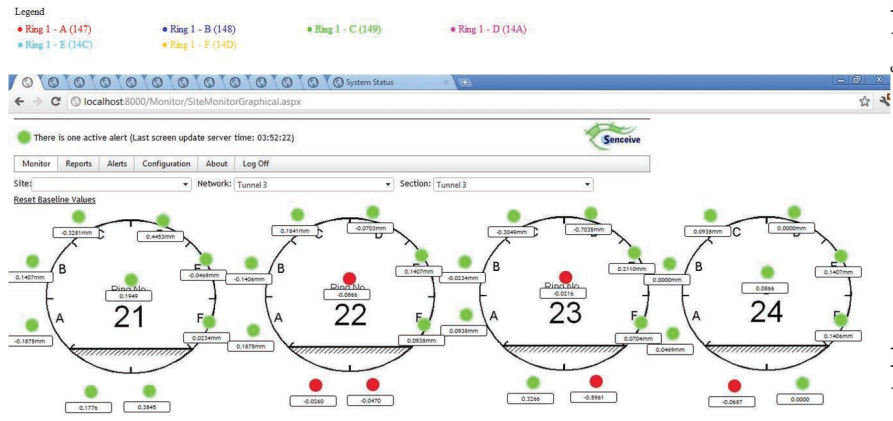 Legend
Ring 1 - A (147) Ring 1 - B (148) Ring 1 - C (149) Ring 1 - D (14A)
Ring 1 - E (14C) Ring 1 - F (14D)
System Status
localhost:8000/Monitor/SiteMonitorGraphical.aspx
There is one active alert (Last screen update server time: 03:52:22)
Senceive
Monitor Reports Alerts Configuration About Log Off
Site: Network: Tunnel 3 Section: Tunnel 3
Reset Baseline Values
-0.3281mm C 0.4453mm 0.1641mm C -0.0703mm D -0.3049mm C -0.7035mm 0.0938mm C 0.0000mm D
0.1407mm B -0.0469mm -0.1406mm B 0.1407mm -0.0234mm B 0.2110mm 0.0000mm B 0.1407mm
Ring No Ring No Ring No
0.1949 -0.0866 -0.0216 0.0866
21 22 23 24
A F A F A F A F
-0.1875mm 0.0234mm 0.1875mm 0.0938mm 0.0938mm 0.0704mm 0.0469mm 0.1406mm
0.1776 0.3845 -0.0260 -0.0470 0.3266 -0.5961 -0.0687 0.0000